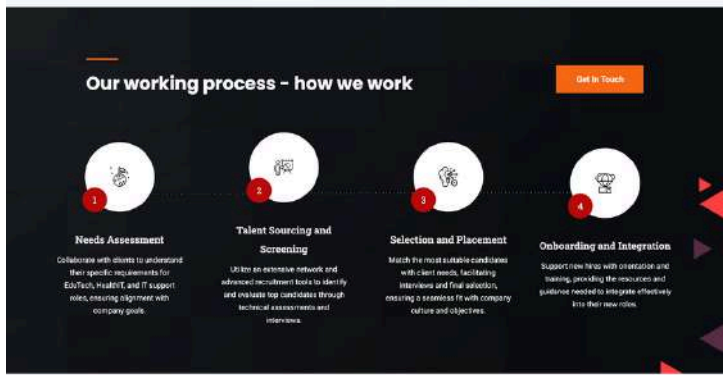 Our working process - how we work
Get In Touch
1
Needs Assessment
Collaborate with clients to understand
their specific requirements for
EduTech, HealthIT, and IT support
roles, ensuring alignment with
company goals.
2
Talent Sourcing and
Screening
Utilize an extensive network and
advanced recruitment tools to identify
and evaluate top candidates through
technical assessments and
interviews.
3
Selection and Placement
Match the most suitable candidates
with client needs, facilitating
interviews and final selection,
ensuring a seamless fit with company
culture and objectives.
4
Onboarding and Integration
Support new hires with orientation and
training, providing the resources and
guidance needed to integrate effectively
into their new roles.